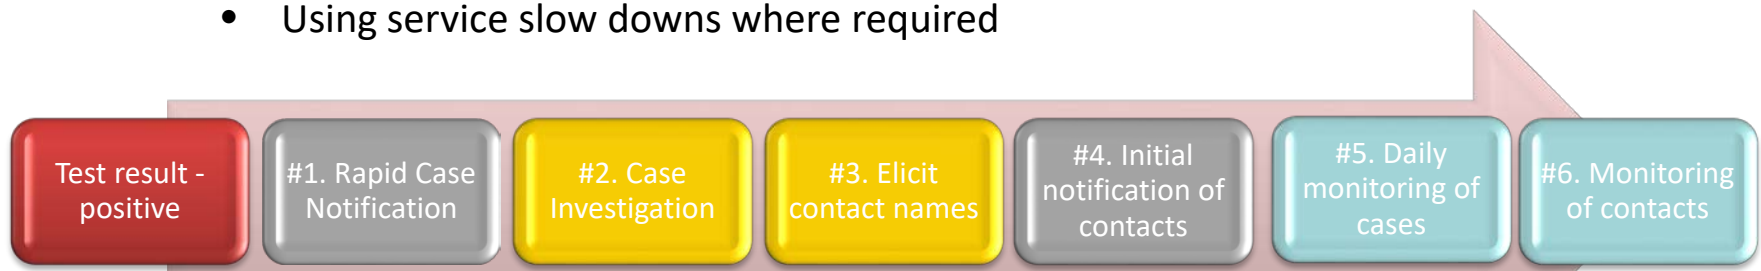 • Using service slow downs where required
Test result -
positive
#1. Rapid Case
Notification
#2. Case
Investigation
#3. Elicit
contact names
#4. Initial
notification of
contacts
#5. Daily
monitoring of
cases
#6. Monitoring
of contacts